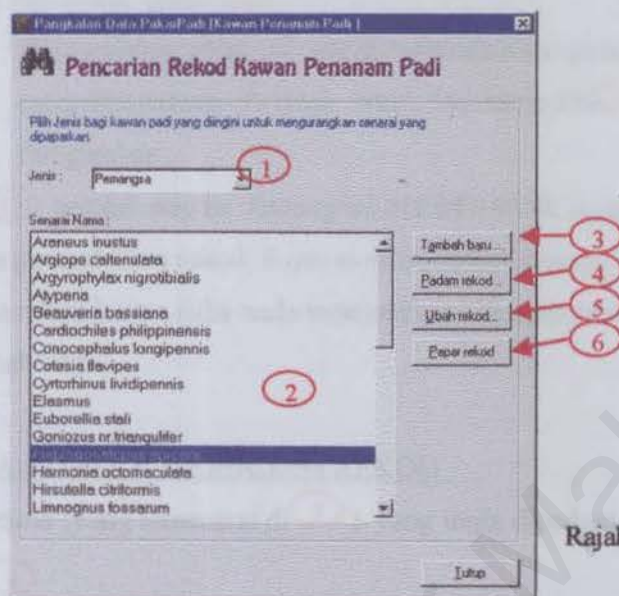 Pangkalan Data PakarPadi [Kawan Penanam Padi ]
Pencarian Rekod Kawan Penanam Padi
Pilih Jenis bagi kawan padi yang diingini untuk mengurangkan senarai yang
dipaparkan.
Jenis :
Pemangsa
1
Senarai Nama :
Araneus inustus
Argiope catenulata
Argyrophylax nigrotibialis
Atypena
Beauveria bassiana
Cardiochiles philippinensis
Conocephalus longipennis
Cotesia flavipes
Cyrtorhinus lividipennis
Elasmus
Euborellia stali
Goniozus nr.triangulifer
Harmonia octomaculata
Hirsutella citriformis
Limnognus fossarum
2
Tambah baru...
3
Padam rekod...
4
Ubah rekod...
5
Papar rekod
6
Tutup
Rajal